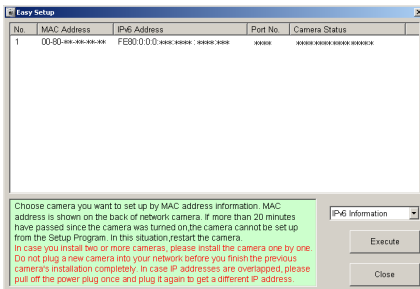 Easy Setup
No. MAC Address IPv6 Address Port No. Camera Status
1 00-80-**-**-**-** FE80:0:0:0:***:****:****:*** **** ****:****:****:****:****
Choose camera you want to set up by MAC address information. MAC
address is shown on the back of network camera. If more than 20 minutes
have passed since the camera was turned on,the camera cannot be set up
from the Setup Program. In this situation,restart the camera.
In case you install two or more cameras, please install the camera one by one.
Do not plug a new camera into your network before you finish the previous
camera's installation completely. In case IP addresses are overlapped, please
pull off the power plug once and plug it again to get a different IP address.
IPv6 Information
Execute
Close